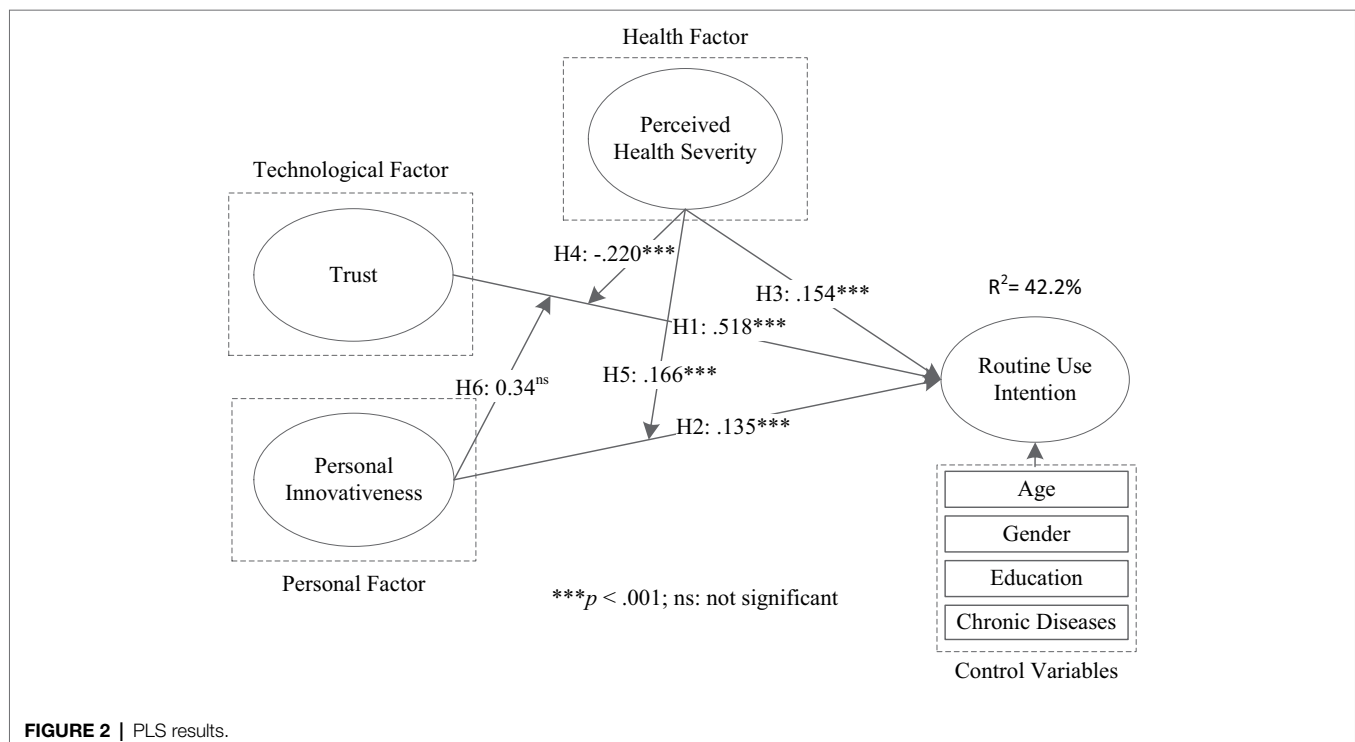 Health Factor
Perceived
Health Severity
Technological Factor
Trust
H4: -.220***
H3: .154***
R²= 42.2%
H1: .518***
Routine Use
Intention
H5: .166***
H6: 0.34ⁿˢ
H2: .135***
Personal
Innovativeness
Personal Factor
Age
Gender
Education
Chronic Diseases
Control Variables
***p < .001; ns: not significant
FIGURE 2 | PLS results.